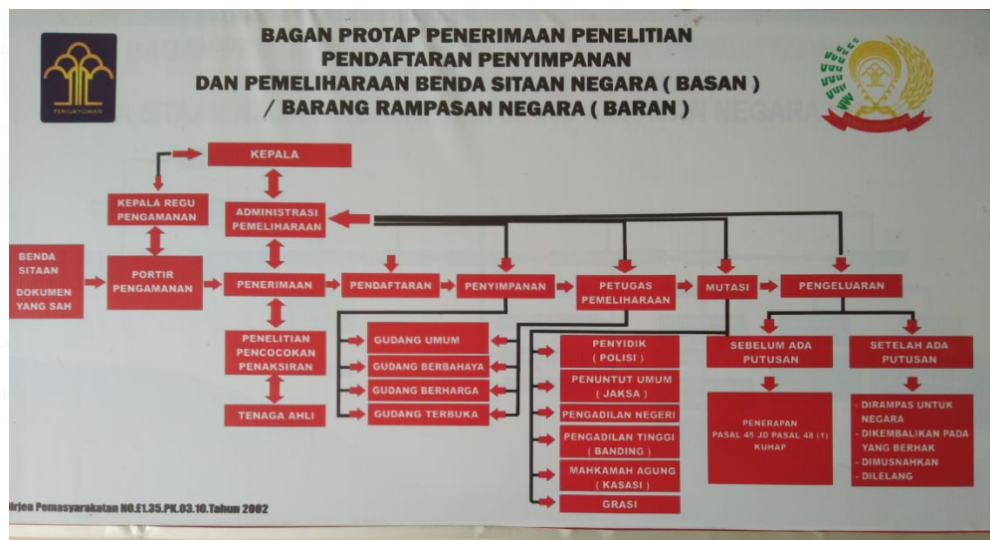 BAGAN PROTAP PENERIMAAN PENELITIAN
PENDAFTARAN PENYIMPANAN
DAN PEMELIHARAAN BENDA SITAAN NEGARA ( BASAN )
/ BARANG RAMPASAN NEGARA ( BARAN )
PENGAYOMAN
KEPALA
KEPALA REGU
PENGAMANAN
ADMINISTRASI
PEMELIHARAAN
BENDA
SITAAN
DOKUMEN
YANG SAH
PORTIR
PENGAMANAN
PENERIMAAN
PENDAFTARAN
PENYIMPANAN
PETUGAS
PEMELIHARAAN
MUTASI
PENGELUARAN
PENELITIAN
PENCOCOKAN
PENAKSIRAN
TENAGA AHLI
GUDANG UMUM
GUDANG BERBAHAYA
GUDANG BERHARGA
GUDANG TERBUKA
PENYIDIK
( POLISI )
PENUNTUT UMUM
( JAKSA )
PENGADILAN NEGERI
PENGADILAN TINGGI
( BANDING )
MAHKAMAH AGUNG
( KASASI )
GRASI
SEBELUM ADA
PUTUSAN
PENERAPAN
PASAL 45 JO PASAL 48 (1)
KUHAP
SETELAH ADA
PUTUSAN
- DIRAMPAS UNTUK
NEGARA
- DIKEMBALIKAN PADA
YANG BERHAK
- DIMUSNAHKAN
- DILELANG
irjen Pemasyarakatan NO.E1.35.PK.03.10.Tahun 2002